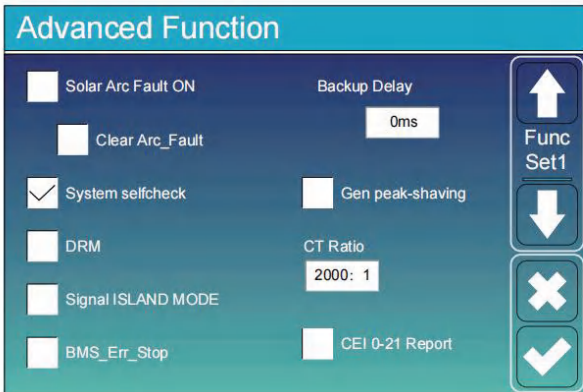 Advanced Function
Solar Arc Fault ON
Clear Arc_Fault
System selfcheck
DRM
Signal ISLAND MODE
BMS_Err_Stop
Backup Delay
0ms
Gen peak-shaving
CT Ratio
2000: 1
CEI 0-21 Report
Func
Set1